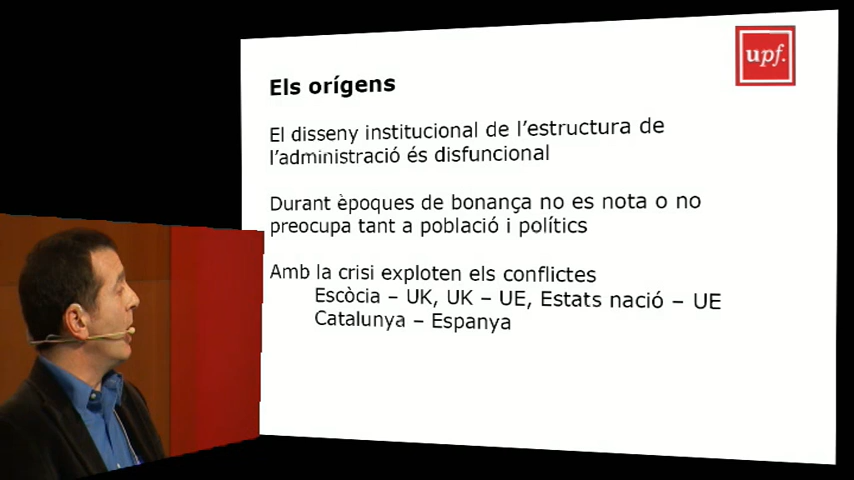 upf.
Els orígens
El disseny institucional de l'estructura de
l'administració és disfuncional
Durant èpoques de bonança no es nota o no
preocupa tant a població i polítics
Amb la crisi exploten els conflictes
Escòcia – UK, UK – UE, Estats nació – UE
Catalunya – Espanya